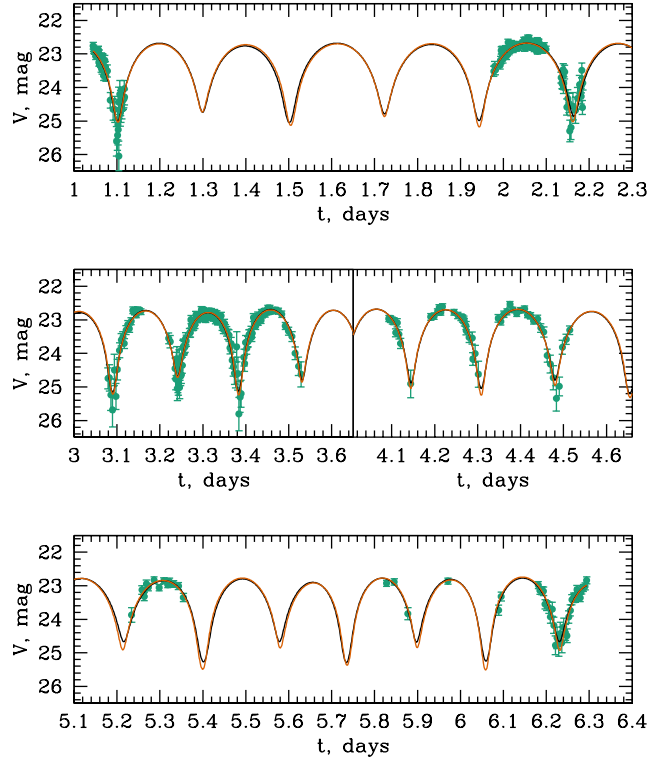 22
23
24
25
26
V, mag
1 1.1 1.2 1.3 1.4 1.5 1.6 1.7 1.8 1.9 2 2.1 2.2 2.3
t, days
22
23
24
25
26
V, mag
3 3.1 3.2 3.3 3.4 3.5 3.6 4.1 4.2 4.3 4.4 4.5 4.6
t, days t, days
22
23
24
25
26
V, mag
5.1 5.2 5.3 5.4 5.5 5.6 5.7 5.8 5.9 6 6.1 6.2 6.3 6.4
t, days